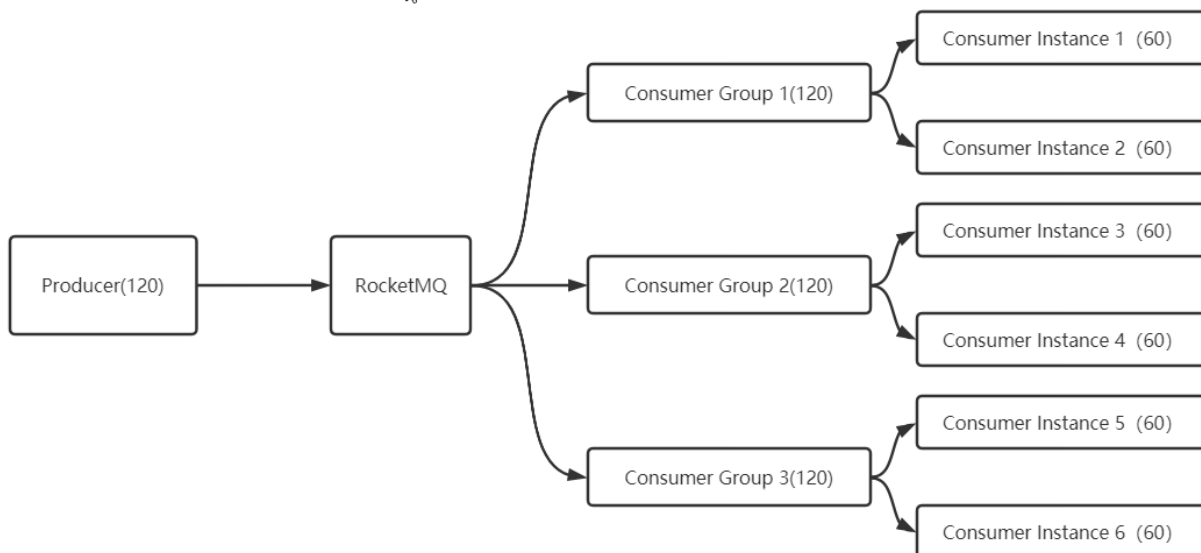 Consumer Instance 1 (60)
Consumer Group 1(120)
Consumer Instance 2 (60)
Consumer Instance 3 (60)
Producer(120)
RocketMQ
Consumer Group 2(120)
Consumer Instance 4 (60)
Consumer Instance 5 (60)
Consumer Group 3(120)
Consumer Instance 6 (60)